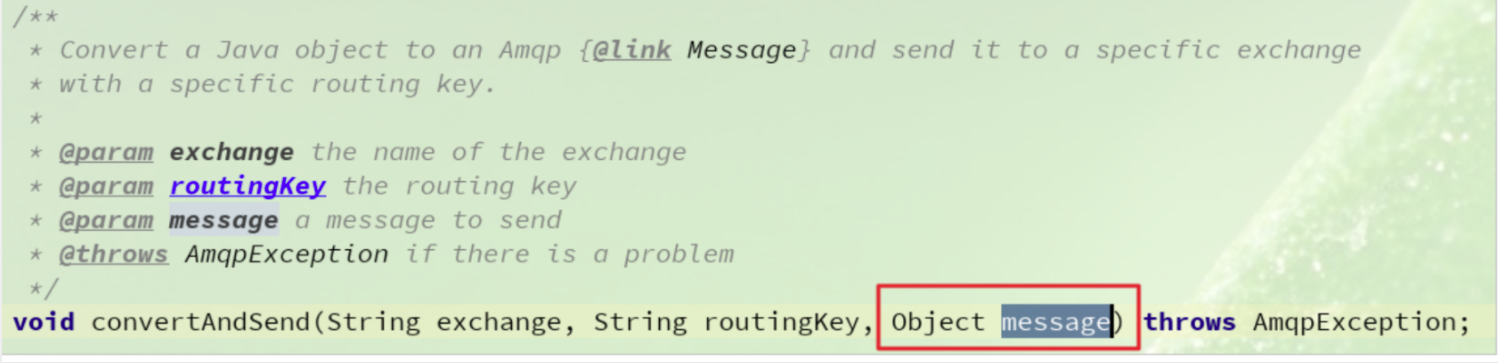 /**
 * Convert a Java object to an Amqp {@link Message} and send it to a specific exchange
 * with a specific routing key.
 *
 * @param exchange the name of the exchange
 * @param routingKey the routing key
 * @param message a message to send
 * @throws AmqpException if there is a problem
 */
void convertAndSend(String exchange, String routingKey, Object message) throws AmqpException;